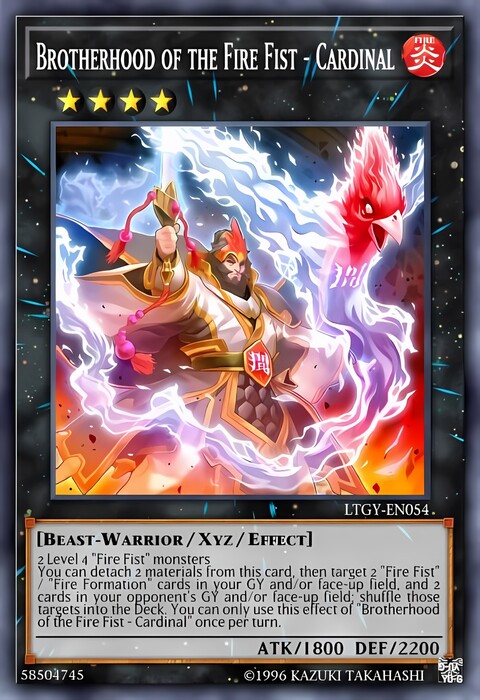 BROTHERHOOD OF THE FIRE FIST - CARDINAL
FIRE
炎
LTGY-EN054
[BEAST-WARRIOR / XYZ / EFFECT]
2 Level 4 "Fire Fist" monsters
You can detach 2 materials from this card, then target 2 "Fire Fist"
/ "Fire Formation" cards in your GY and/or face-up field, and 2
cards in your opponent's GY and/or face-up field; shuffle those
targets into the Deck. You can only use this effect of "Brotherhood
of the Fire Fist - Cardinal" once per turn.
ATK/1800 DEF/2200
58504745
©1996 KAZUKI TAKAHASHI